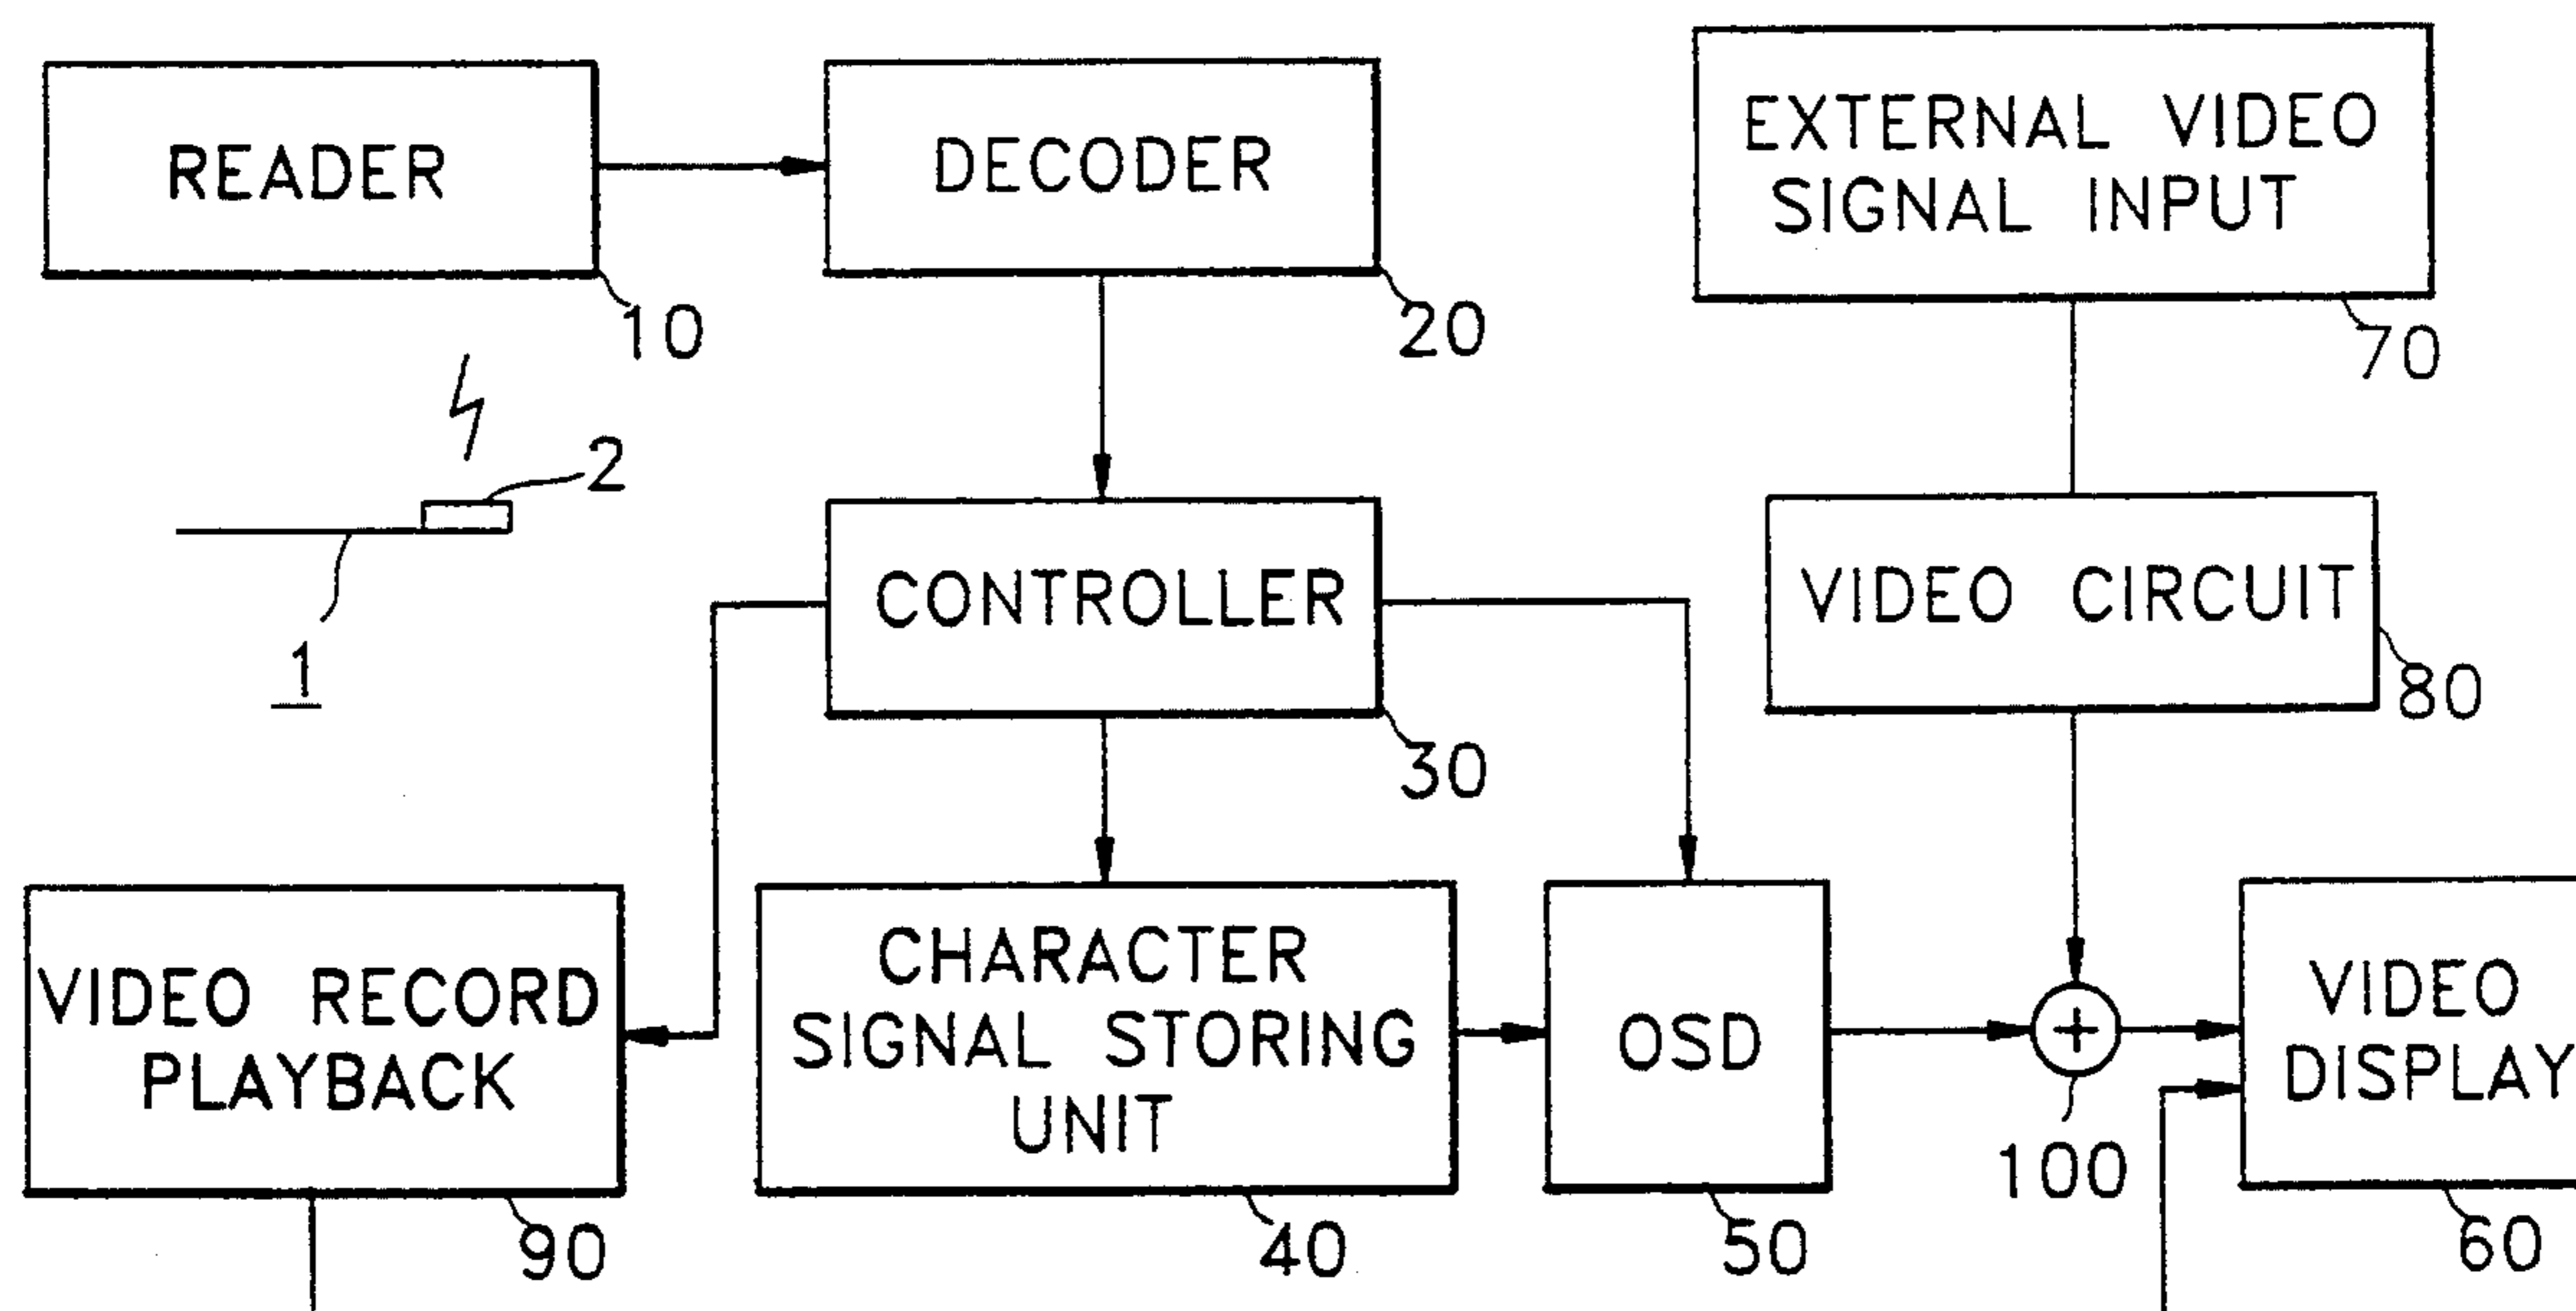 READER
10
DECODER
20
EXTERNAL VIDEO
SIGNAL INPUT
70
2
1
CONTROLLER
30
VIDEO CIRCUIT
80
VIDEO RECORD
PLAYBACK
90
CHARACTER
SIGNAL STORING
UNIT
40
OSD
50
+
100
VIDEO
DISPLAY
60